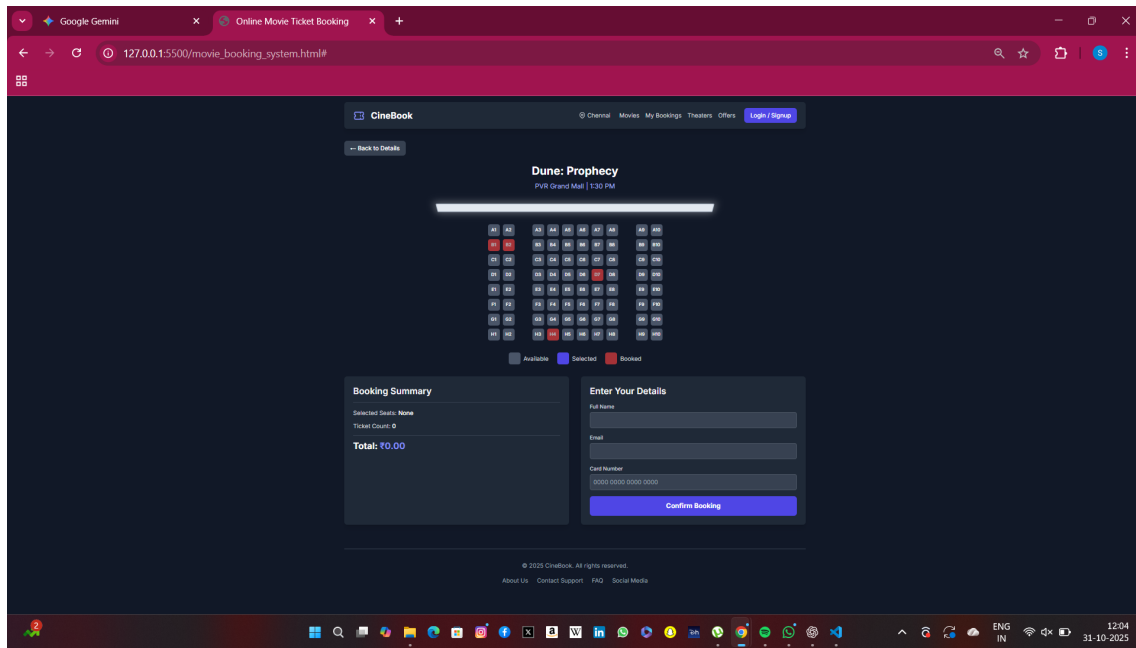 Google Gemini
Online Movie Ticket Booking
127.0.0.1:5500/movie_booking_system.html#
S
CineBook
Chennai Movies My Bookings Theaters Offers Login / Signup
← Back to Details
Dune: Prophecy
PVR Grand Mall | 1:30 PM
A1 A2 A3 A4 A5 A6 A7 A8 A9 A10
B1 B2 B3 B4 B5 B6 B7 B8 B9 B10
C1 C2 C3 C4 C5 C6 C7 C8 C9 C10
D1 D2 D3 D4 D5 D6 D7 D8 D9 D10
E1 E2 E3 E4 E5 E6 E7 E8 E9 E10
F1 F2 F3 F4 F5 F6 F7 F8 F9 F10
G1 G2 G3 G4 G5 G6 G7 G8 G9 G10
H1 H2 H3 H4 H5 H6 H7 H8 H9 H10
Available Selected Booked
Booking Summary
Selected Seats: None
Ticket Count: 0
Total: ₹0.00
Enter Your Details
Full Name
Email
Card Number
0000 0000 0000 0000
Confirm Booking
© 2025 CineBook. All rights reserved.
About Us Contact Support FAQ Social Media
2
ENG
IN
12:04
31-10-2025